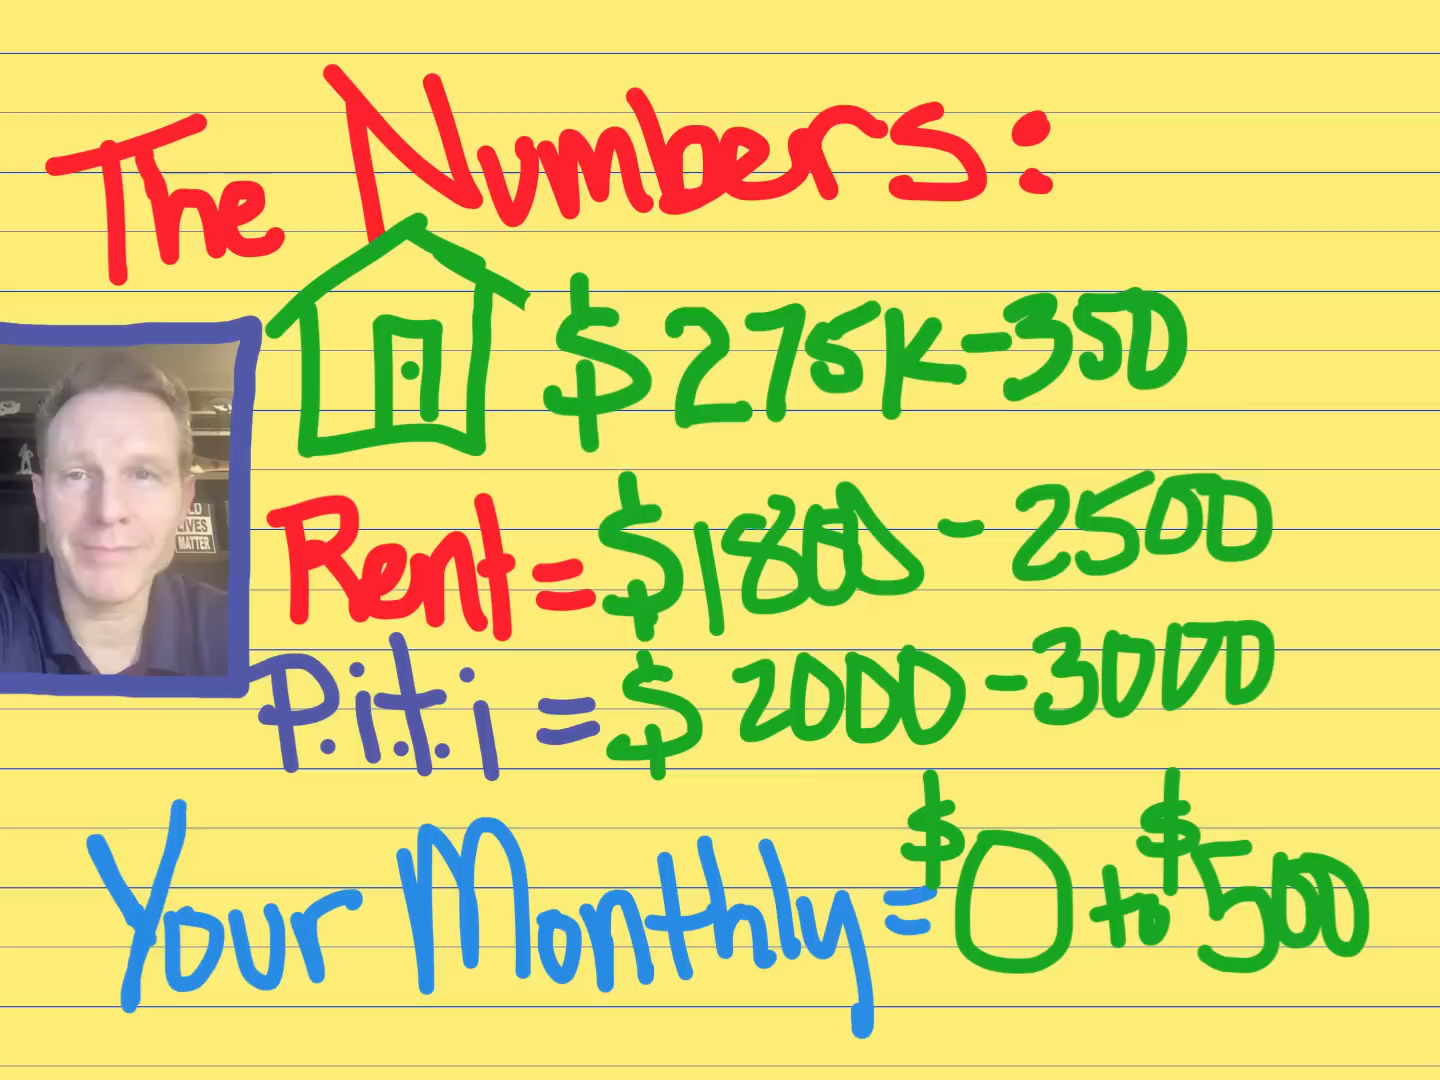 The Numbers:
$275K-350
Rent=$1800-2500
P.i.t.i=$2000-3000
Your Monthly=$0 to $500
LIVES
MATTER